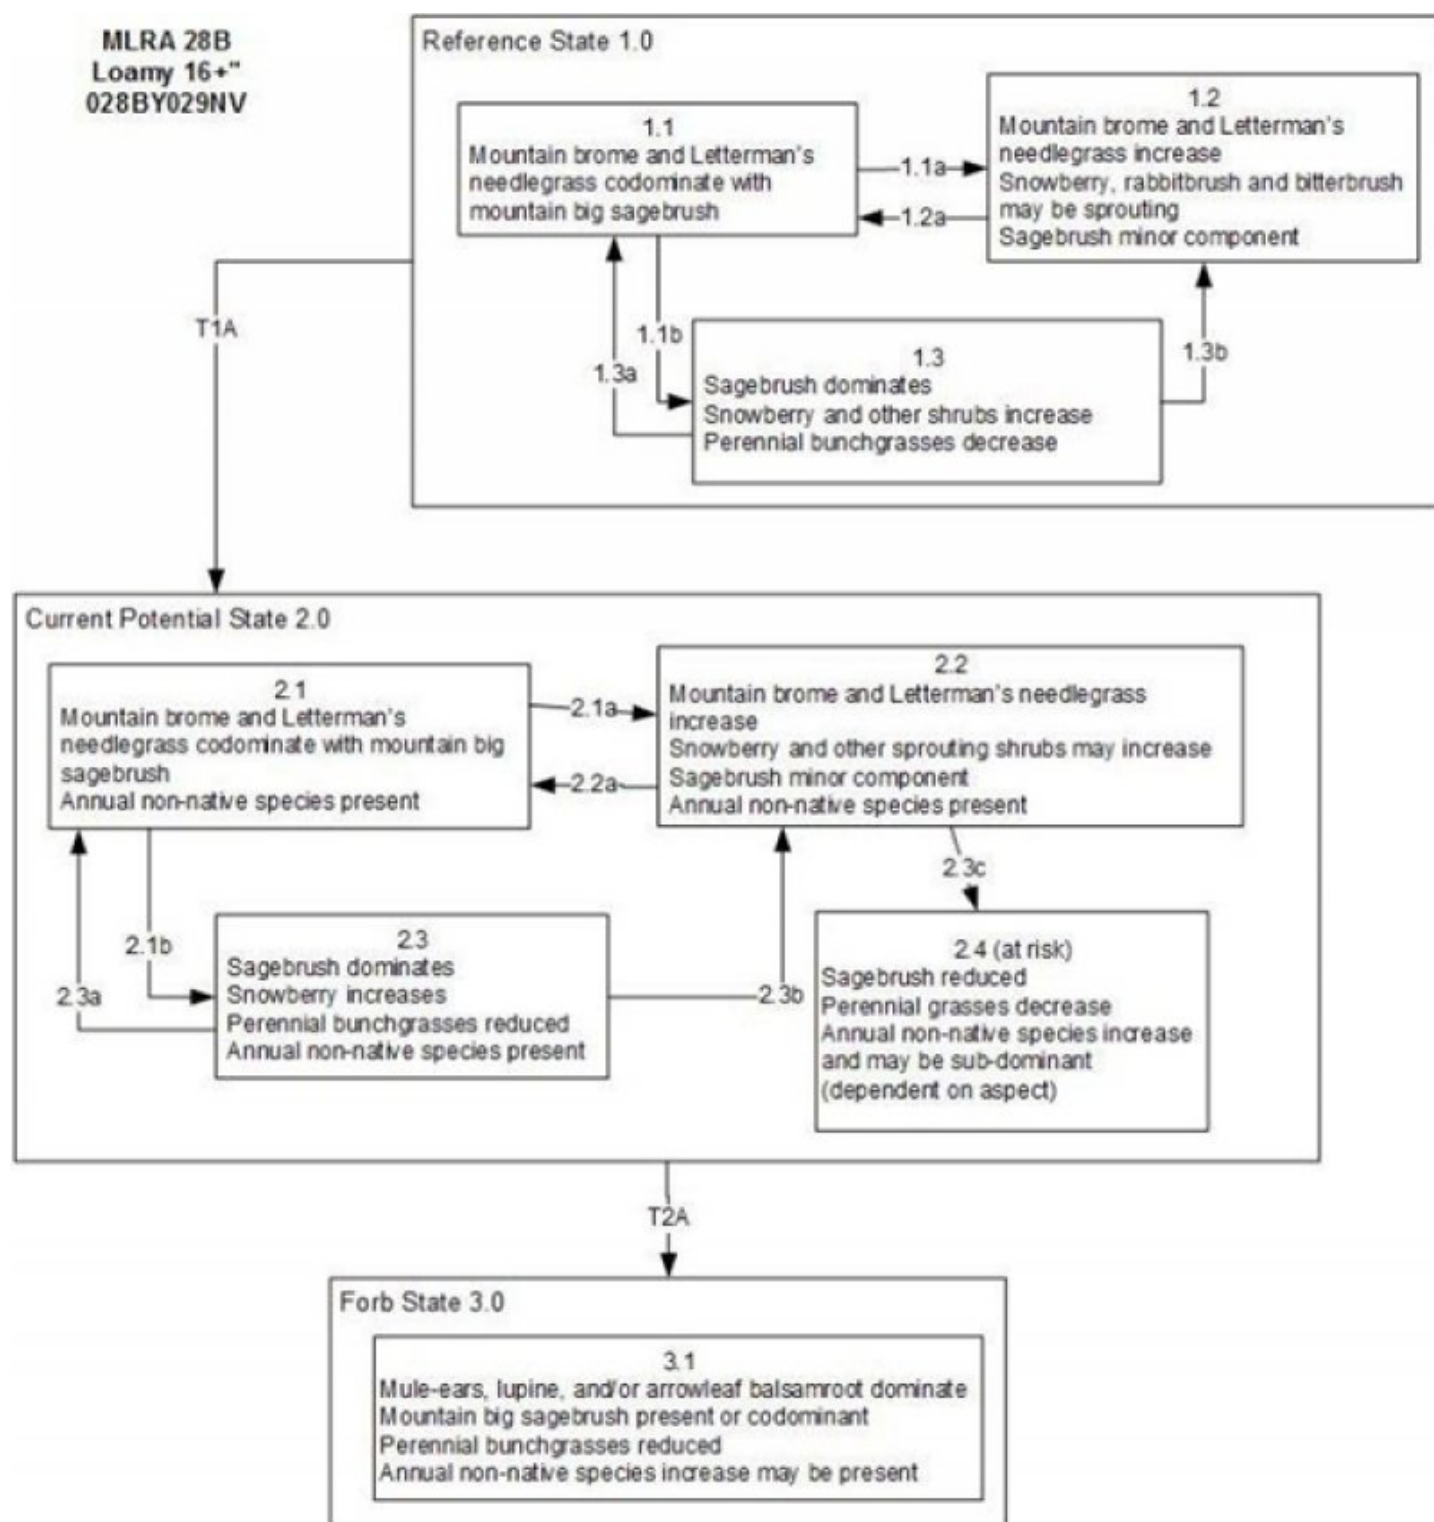 MLRA 28B
Loamy 16+"
028BY029NV
Reference State 1.0
1.1
Mountain brome and Letterman's
needlegrass codominate with
mountain big sagebrush
1.1a
1.2a
1.2
Mountain brome and Letterman's
needlegrass increase
Snowberry, rabbitbrush and bitterbrush
may be sprouting
Sagebrush minor component
T1A
1.1b
1.3a
1.3
Sagebrush dominates
Snowberry and other shrubs increase
Perennial bunchgrasses decrease
1.3b
Current Potential State 2.0
2.1
Mountain brome and Letterman's
needlegrass codominate with mountain big
sagebrush
Annual non-native species present
2.1a
2.2a
2.2
Mountain brome and Letterman's needlegrass
increase
Snowberry and other sprouting shrubs may increase
Sagebrush minor component
Annual non-native species present
2.1b
2.3a
2.3
Sagebrush dominates
Snowberry increases
Perennial bunchgrasses reduced
Annual non-native species present
2.3b
2.3c
2.4 (at risk)
Sagebrush reduced
Perennial grasses decrease
Annual non-native species increase
and may be sub-dominant
(dependent on aspect)
T2A
Forb State 3.0
3.1
Mule-ears, lupine, and/or arrowleaf balsamroot dominate
Mountain big sagebrush present or codominant
Perennial bunchgrasses reduced
Annual non-native species increase may be present